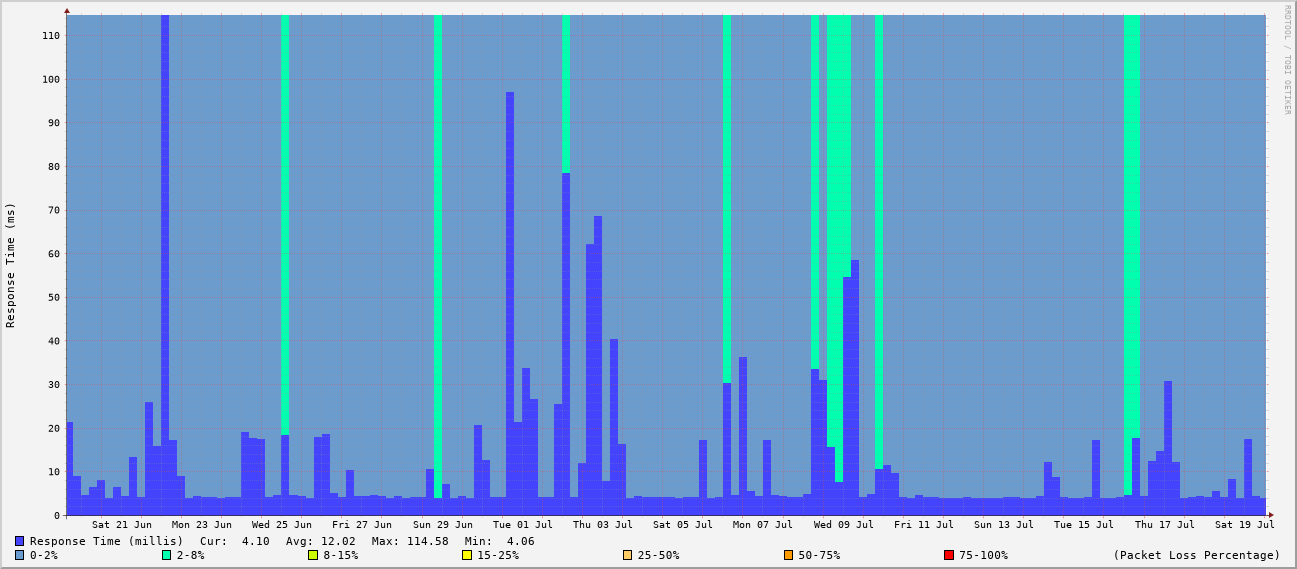 RRDTOOL / TOBI OETIKER
Response Time (ms)
110
100
90
80
70
60
50
40
30
20
10
0
Sat 21 Jun Mon 23 Jun Wed 25 Jun Fri 27 Jun Sun 29 Jun Tue 01 Jul Thu 03 Jul Sat 05 Jul Mon 07 Jul Wed 09 Jul Fri 11 Jul Sun 13 Jul Tue 15 Jul Thu 17 Jul Sat 19 Jul
Response Time (millis) Cur: 4.10 Avg: 12.02 Max: 114.58 Min: 4.06
0-2% 2-8% 8-15% 15-25% 25-50% 50-75% 75-100% (Packet Loss Percentage)